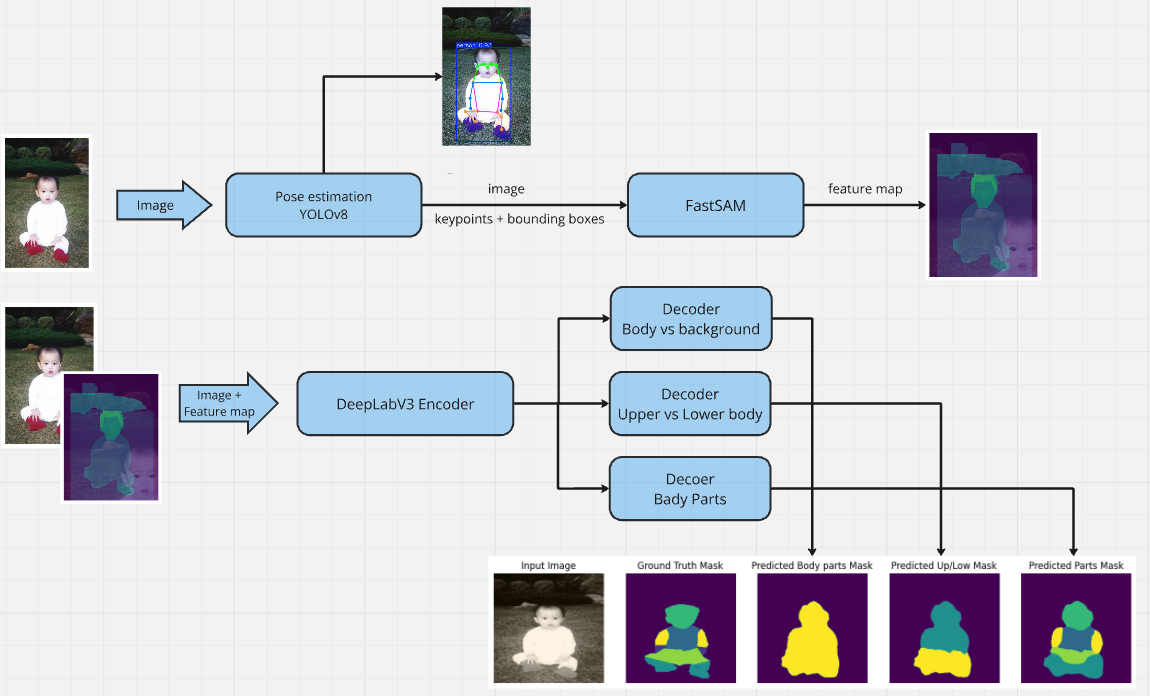 person 0.92
Image
Pose estimation
YOLOv8
image
keypoints + bounding boxes
FastSAM
feature map
Image +
Feature map
DeepLabV3 Encoder
Decoder
Body vs background
Decoder
Upper vs Lower body
Decoer
Bady Parts
Input Image
Ground Truth Mask
Predicted Body parts Mask
Predicted Up/Low Mask
Predicted Parts Mask